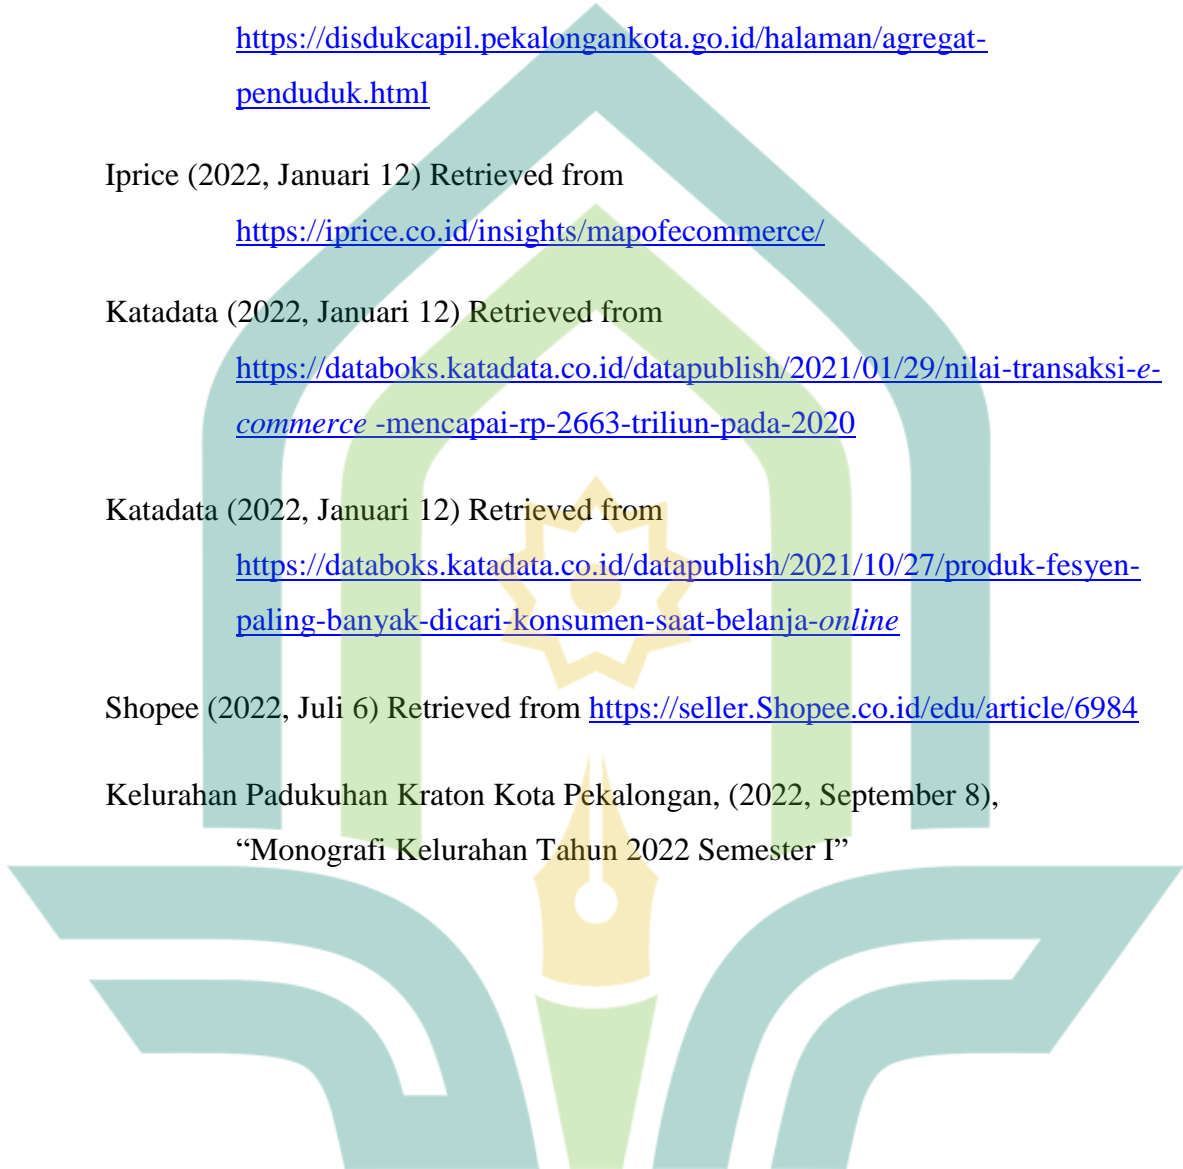 https://disdukcapil.pekalongankota.go.id/halaman/agregat-
penduduk.html
Iprice (2022, Januari 12) Retrieved from
https://iprice.co.id/insights/mapofecommerce/
Katadata (2022, Januari 12) Retrieved from
https://databoks.katadata.co.id/datapublish/2021/01/29/nilai-transaksi-e-
commerce -mencapai-rp-2663-triliun-pada-2020
Katadata (2022, Januari 12) Retrieved from
https://databoks.katadata.co.id/datapublish/2021/10/27/produk-fesyen-
paling-banyak-dicari-konsumen-saat-belanja-online
Shopee (2022, Juli 6) Retrieved from https://seller.Shopee.co.id/edu/article/6984
Kelurahan Padukuhan Kraton Kota Pekalongan, (2022, September 8),
“Monografi Kelurahan Tahun 2022 Semester I”